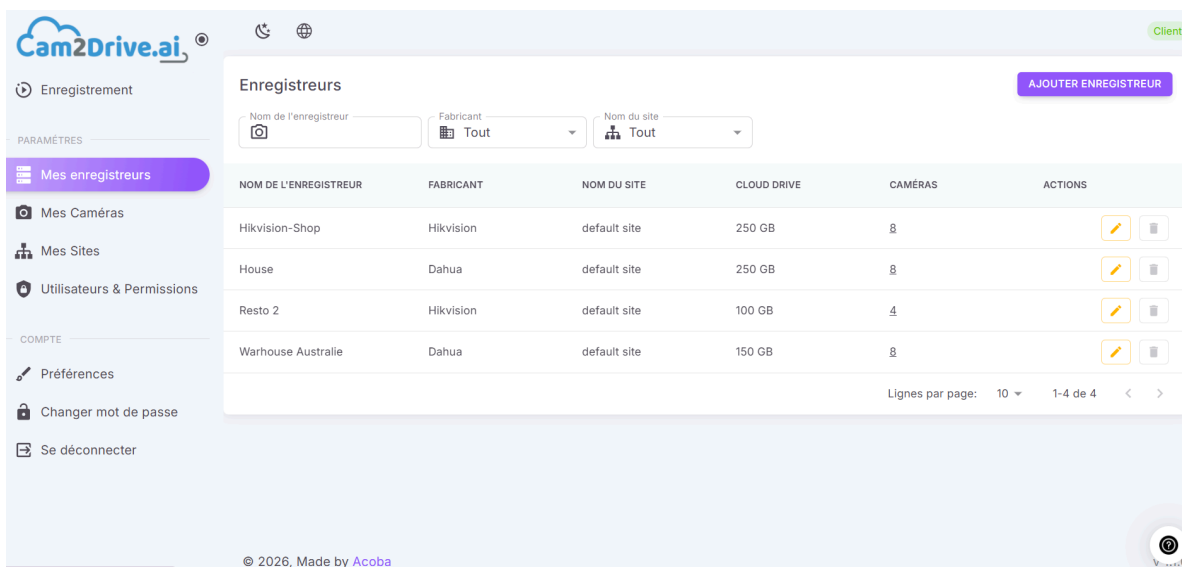 Cam2Drive.ai
Client
Enregistrement
PARAMÈTRES
Mes enregistreurs
Mes Caméras
Mes Sites
Utilisateurs & Permissions
COMPTE
Préférences
Changer mot de passe
Se déconnecter
Enregistreurs
AJOUTER ENREGISTREUR
Nom de l'enregistreur
Fabricant
Tout
Nom du site
Tout
NOM DE L'ENREGISTREUR FABRICANT NOM DU SITE CLOUD DRIVE CAMÉRAS ACTIONS
Hikvision-Shop Hikvision default site 250 GB 8
House Dahua default site 250 GB 8
Resto 2 Hikvision default site 100 GB 4
Warhouse Australie Dahua default site 150 GB 8
Lignes par page: 10 1-4 de 4
© 2026, Made by Acoba